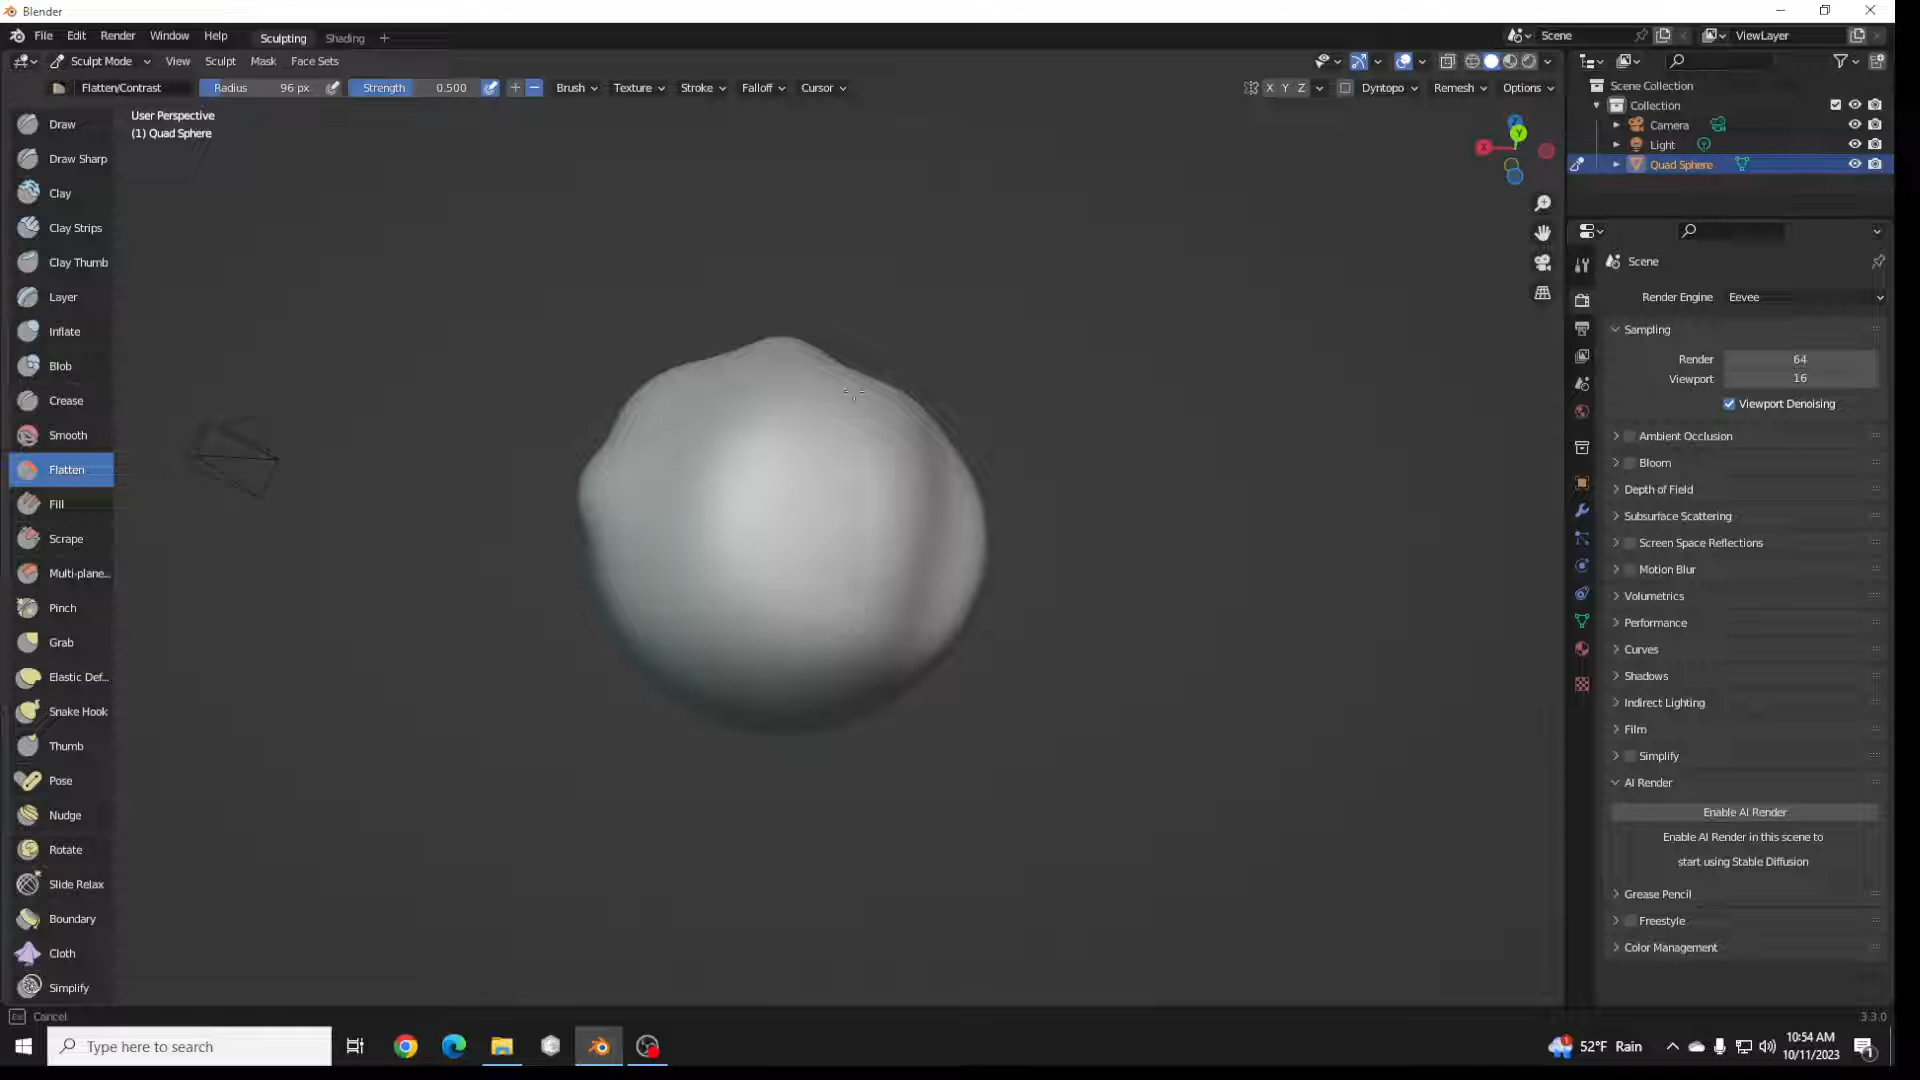 Blender
File Edit Render Window Help Sculpting Shading + Scene ViewLayer
Sculpt Mode View Sculpt Mask Face Sets
Flatten/Contrast Radius 96 px Strength 0.500 + − Brush Texture Stroke Falloff Cursor X Y Z Dyntopo Remesh Options
User Perspective
(1) Quad Sphere
Draw
Draw Sharp
Clay
Clay Strips
Clay Thumb
Layer
Inflate
Blob
Crease
Smooth
Flatten
Fill
Scrape
Multi-plane...
Pinch
Grab
Elastic Def...
Snake Hook
Thumb
Pose
Nudge
Rotate
Slide Relax
Boundary
Cloth
Simplify
X
Y
Z
Scene Collection
Collection
Camera
Light
Quad Sphere
Scene
Render Engine Eevee
Sampling
Render 64
Viewport 16
Viewport Denoising
Ambient Occlusion
Bloom
Depth of Field
Subsurface Scattering
Screen Space Reflections
Motion Blur
Volumetrics
Performance
Curves
Shadows
Indirect Lighting
Film
Simplify
AI Render
Enable AI Render
Enable AI Render in this scene to
start using Stable Diffusion
Grease Pencil
Freestyle
Color Management
Esc Cancel
3.3.0
Type here to search
52°F Rain
10:54 AM
10/11/2023
1